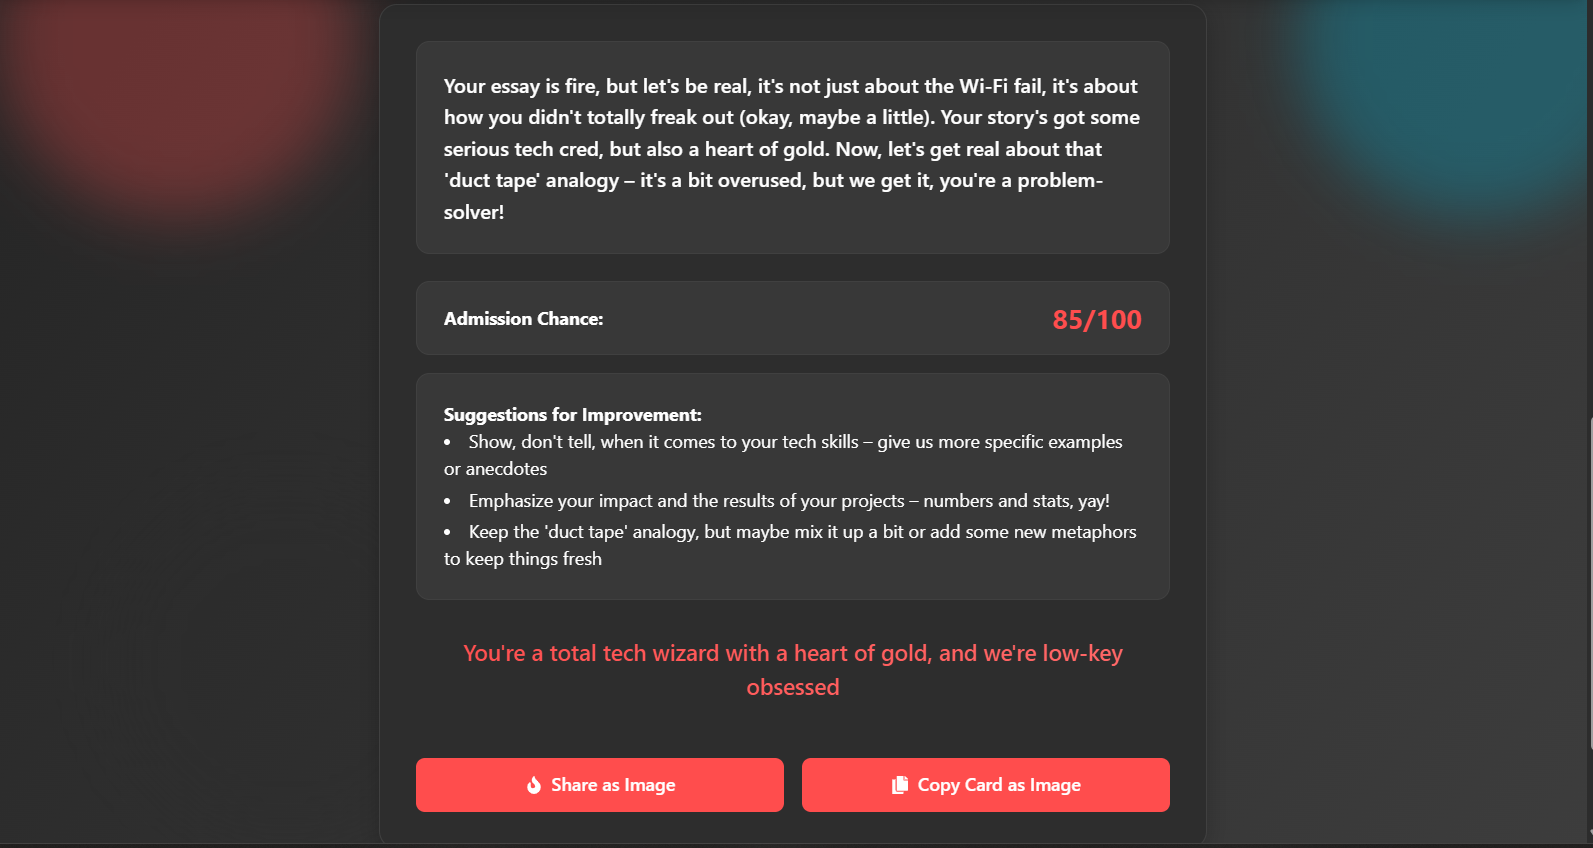 Your essay is fire, but let's be real, it's not just about the Wi-Fi fail, it's about
how you didn't totally freak out (okay, maybe a little). Your story's got some
serious tech cred, but also a heart of gold. Now, let's get real about that
'duct tape' analogy – it's a bit overused, but we get it, you're a problem-
solver!
Admission Chance:
85/100
Suggestions for Improvement:
• Show, don't tell, when it comes to your tech skills – give us more specific examples
or anecdotes
• Emphasize your impact and the results of your projects – numbers and stats, yay!
• Keep the 'duct tape' analogy, but maybe mix it up a bit or add some new metaphors
to keep things fresh
You're a total tech wizard with a heart of gold, and we're low-key
obsessed
Share as Image
Copy Card as Image